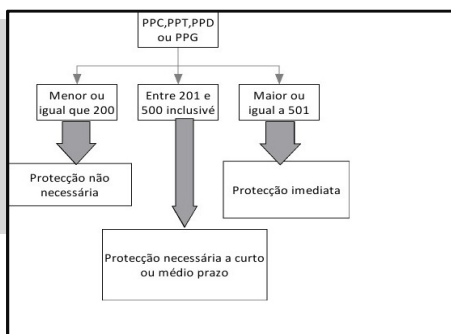 PPC,PPT,PPD
ou PPG
Menor ou
igual que 200
Entre 201 e
500 inclusivé
Maior ou
igual a 501
Protecção não
necessária
Protecção imediata
Protecção necessária a curto
ou médio prazo